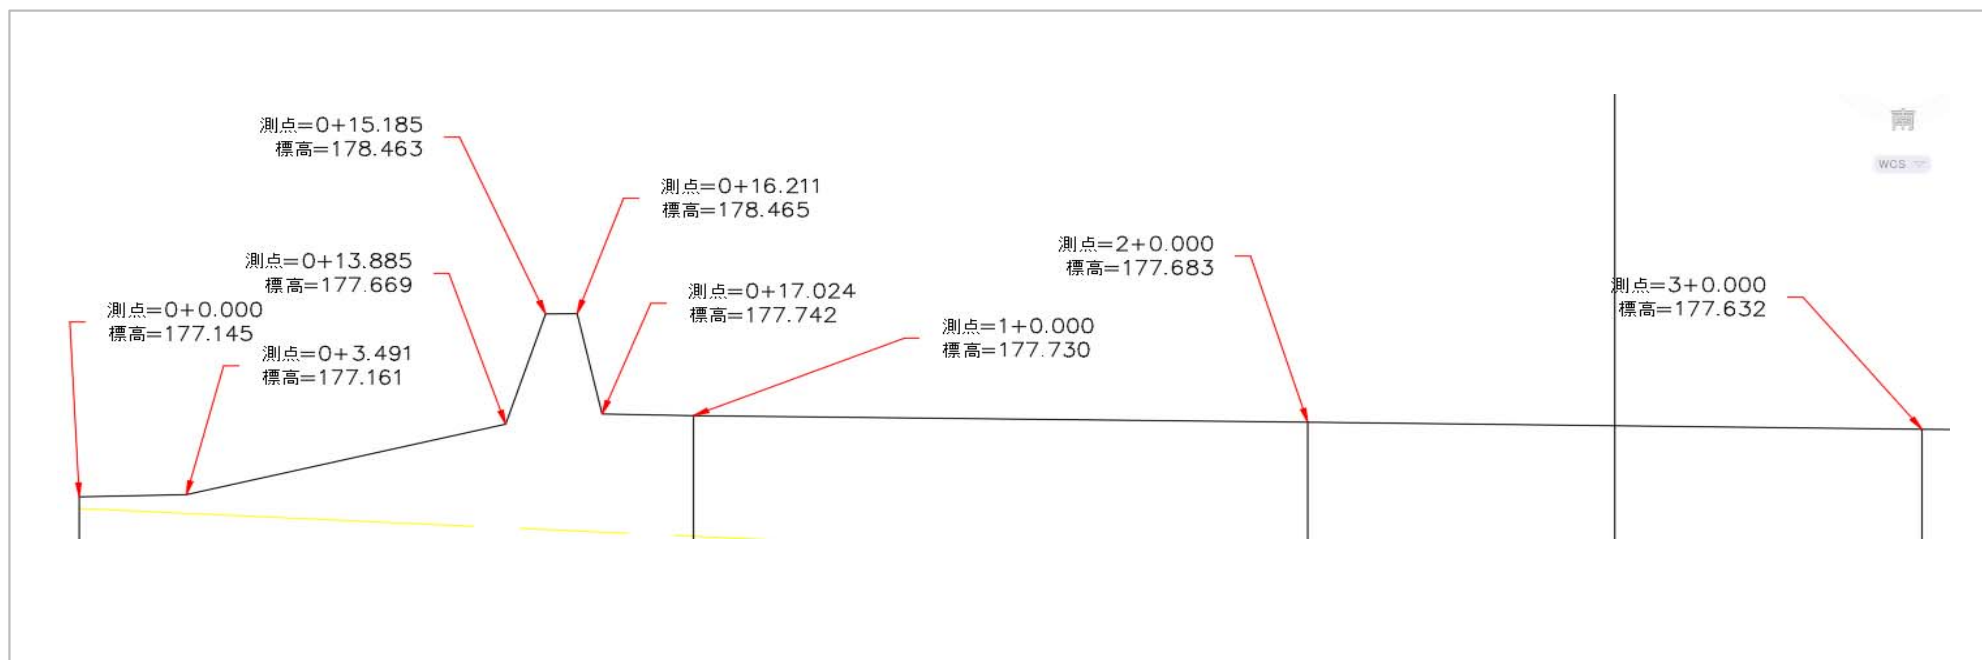 測点=0+15.185
標高=178.463
測点=0+16.211
標高=178.465
測点=0+13.885
標高=177.669
測点=2+0.000
標高=177.683
測点=0+0.000
標高=177.145
測点=0+17.024
標高=177.742
測点=3+0.000
標高=177.632
測点=0+3.491
標高=177.161
測点=1+0.000
標高=177.730
南
WCS